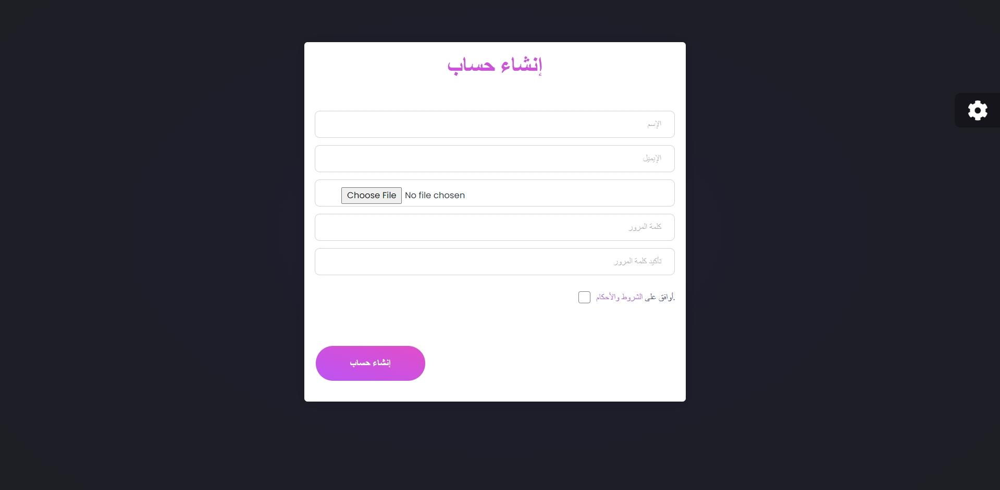 إنشاء حساب
الإسم
الإيميل
Choose File No file chosen
كلمة المرور
تأكيد كلمة المرور
أوافق على الشروط والأحكام.
إنشاء حساب